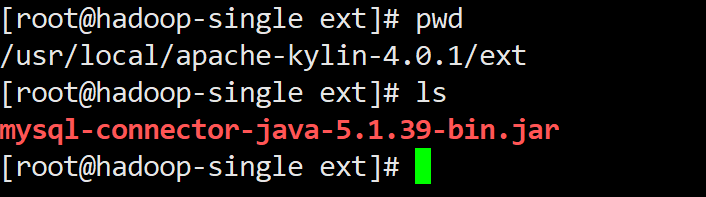 [root@hadoop-single ext]# pwd
/usr/local/apache-kylin-4.0.1/ext
[root@hadoop-single ext]# ls
mysql-connector-java-5.1.39-bin.jar
[root@hadoop-single ext]#